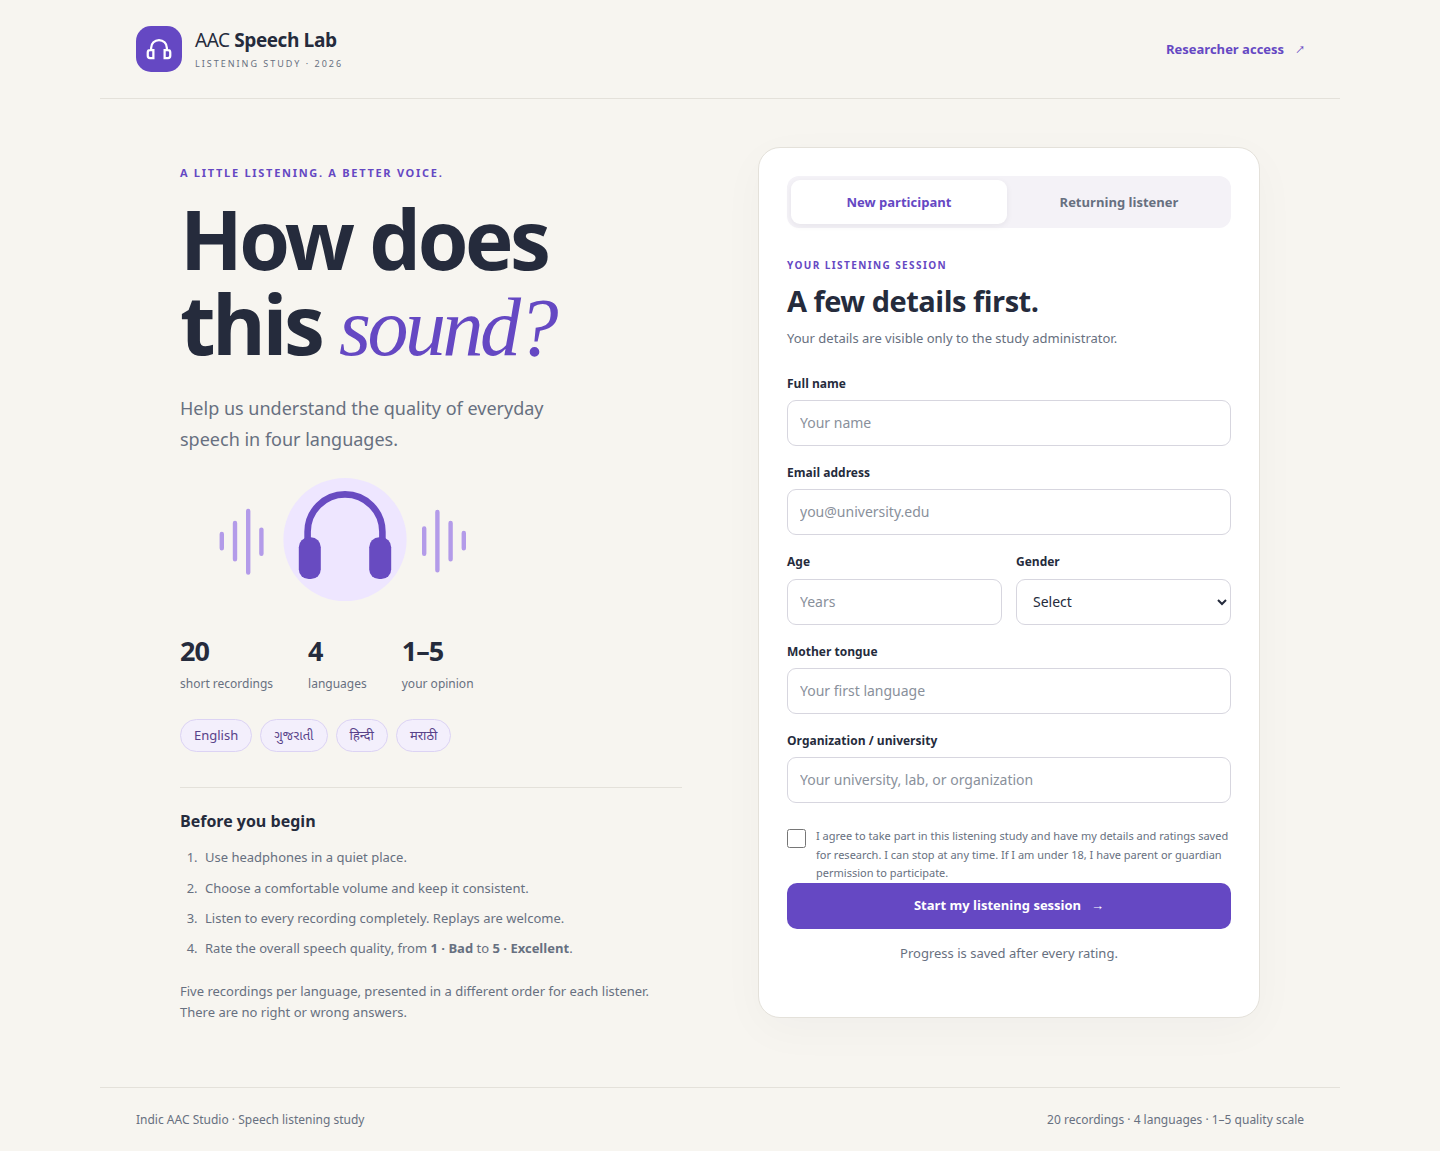 AAC Speech Lab
LISTENING STUDY · 2026
Researcher access ↗
A LITTLE LISTENING. A BETTER VOICE.
How does
this sound?
Help us understand the quality of everyday
speech in four languages.
20
short recordings
4
languages
1–5
your opinion
English
ગુજરાતી
हिन्दी
मराठी
Before you begin
1. Use headphones in a quiet place.
2. Choose a comfortable volume and keep it consistent.
3. Listen to every recording completely. Replays are welcome.
4. Rate the overall speech quality, from 1 · Bad to 5 · Excellent.
Five recordings per language, presented in a different order for each listener.
There are no right or wrong answers.
New participant
Returning listener
YOUR LISTENING SESSION
A few details first.
Your details are visible only to the study administrator.
Full name
Your name
Email address
you@university.edu
Age
Years
Gender
Select
Mother tongue
Your first language
Organization / university
Your university, lab, or organization
I agree to take part in this listening study and have my details and ratings saved
for research. I can stop at any time. If I am under 18, I have parent or guardian
permission to participate.
Start my listening session →
Progress is saved after every rating.
Indic AAC Studio · Speech listening study
20 recordings · 4 languages · 1–5 quality scale